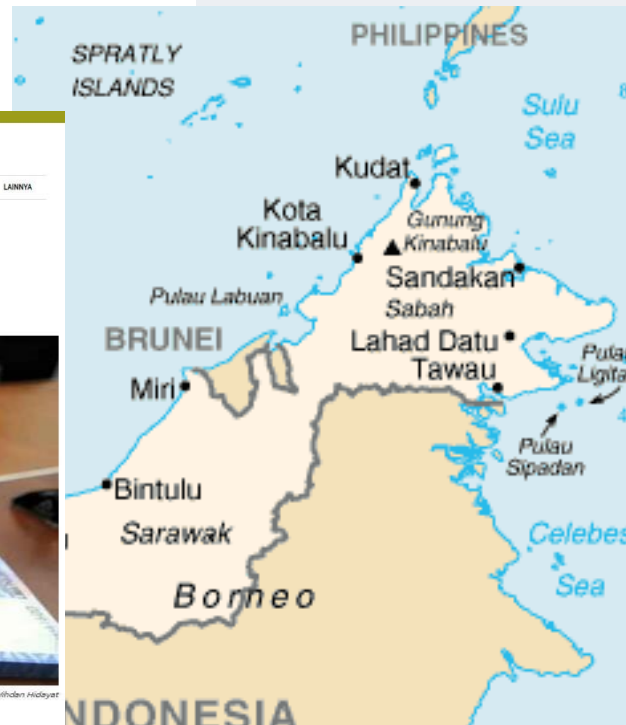 SPRATLY
ISLANDS
PHILIPPINES
Sulu
Sea
LAINNYA
Kudat
Kota
Kinabalu
Gunung
Kinabalu
Sandakan
Pulau Labuan
Sabah
BRUNEI
Lahad Datu
Tawau
Miri
Pulau
Sipadan
Bintulu
Sarawak
Celebes
Sea
Borneo
Hidayat
NDONESIA